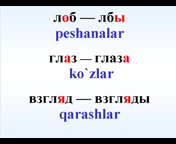 лоб — лбы
peshanalar
глаз — глаза
ko`zlar
взгляд — взгляды
qarashlar